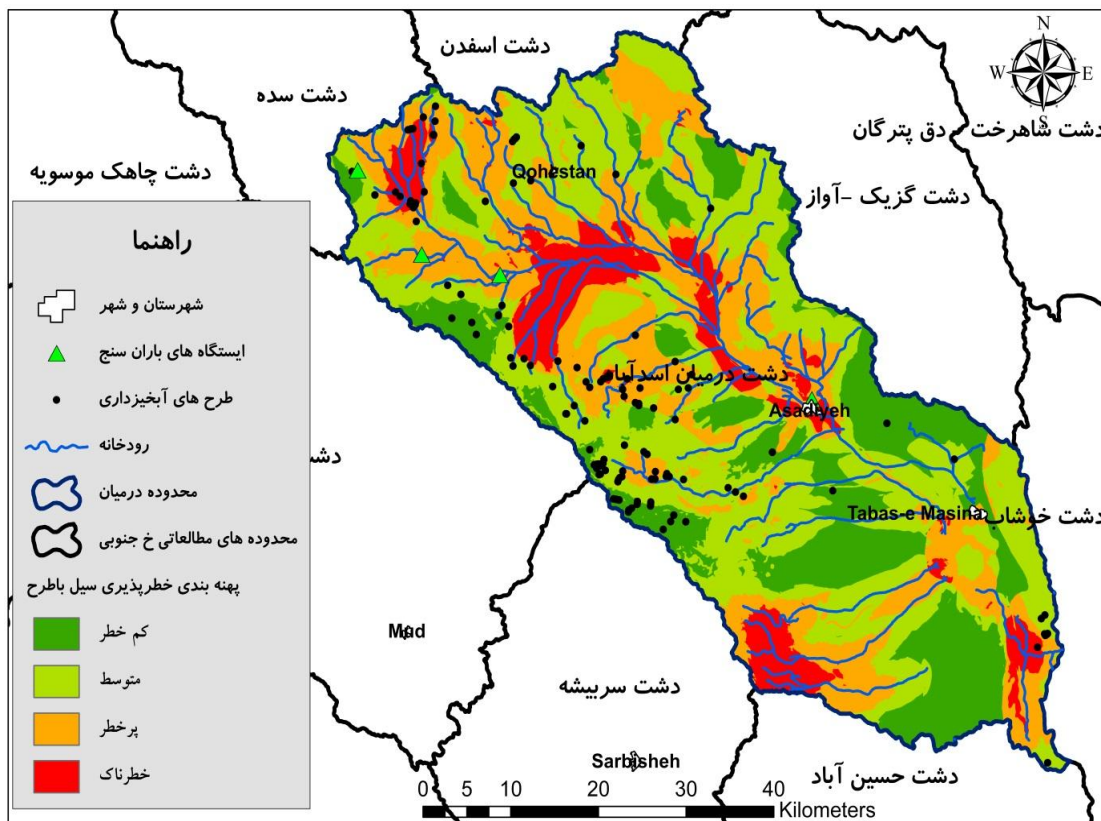 N
W E
S
دشت اسفدن
دشت سده
دشت شاهرخت - دق پترگان
دشت چاهک موسویه
Qohestan
دشت گزیک -آواز
راهنما
شهرستان و شهر
ایستگاه های باران سنج
طرح های آبخیزداری
رودخانه
محدوده درمیان
محدوده های مطالعاتی خ جنوبی
پهنه بندی خطرپذیری سیل باطرح
کم خطر
متوسط
پرخطر
خطرناک
دشت درمیان اسدآباد
Asadiyeh
Tabas-e Masina
دشت خوشاب
Mud
دشت سربیشه
Sarbisheh
دشت حسین آباد
0 5 10 20 30 40
Kilometers